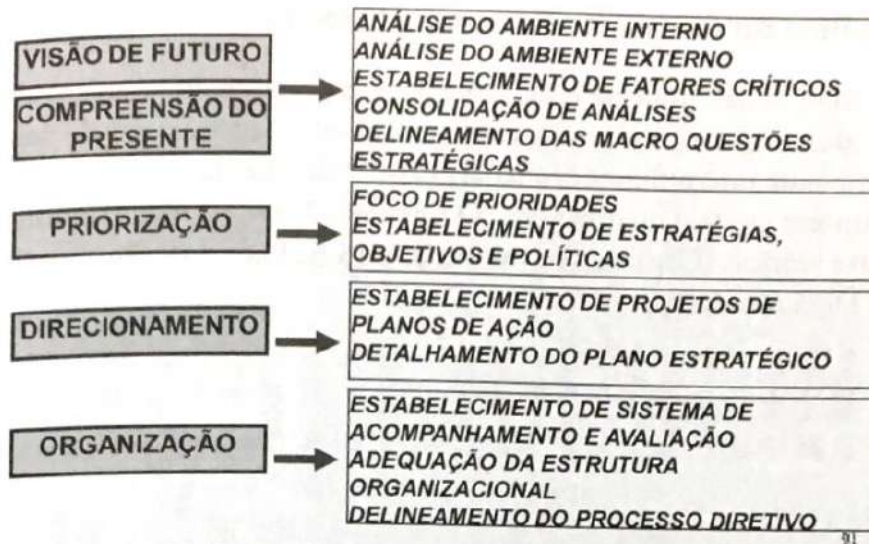 VISÃO DE FUTURO
COMPREENSÃO DO
PRESENTE
ANÁLISE DO AMBIENTE INTERNO
ANÁLISE DO AMBIENTE EXTERNO
ESTABELECIMENTO DE FATORES CRÍTICOS
CONSOLIDAÇÃO DE ANÁLISES
DELINEAMENTO DAS MACRO QUESTÕES
ESTRATÉGICAS
PRIORIZAÇÃO
FOCO DE PRIORIDADES
ESTABELECIMENTO DE ESTRATÉGIAS,
OBJETIVOS E POLÍTICAS
DIRECIONAMENTO
ESTABELECIMENTO DE PROJETOS DE
PLANOS DE AÇÃO
DETALHAMENTO DO PLANO ESTRATÉGICO
ORGANIZAÇÃO
ESTABELECIMENTO DE SISTEMA DE
ACOMPANHAMENTO E AVALIAÇÃO
ADEQUAÇÃO DA ESTRUTURA
ORGANIZACIONAL
DELINEAMENTO DO PROCESSO DIRETIVO
91